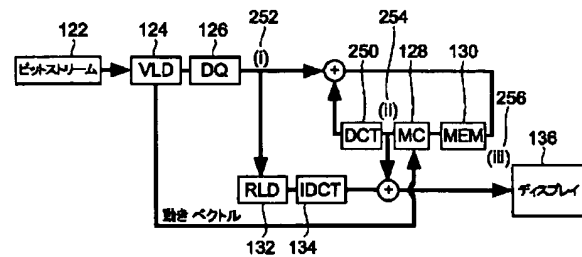 252
254
122
124
126
(i)
250
128
130
256
ビットストリーム
VLD
DQ
+
(ii)
DCT
MC
MEM
(iii)
136
RLD
IDCT
+
ディスプレイ
動き ベクトル
132
134